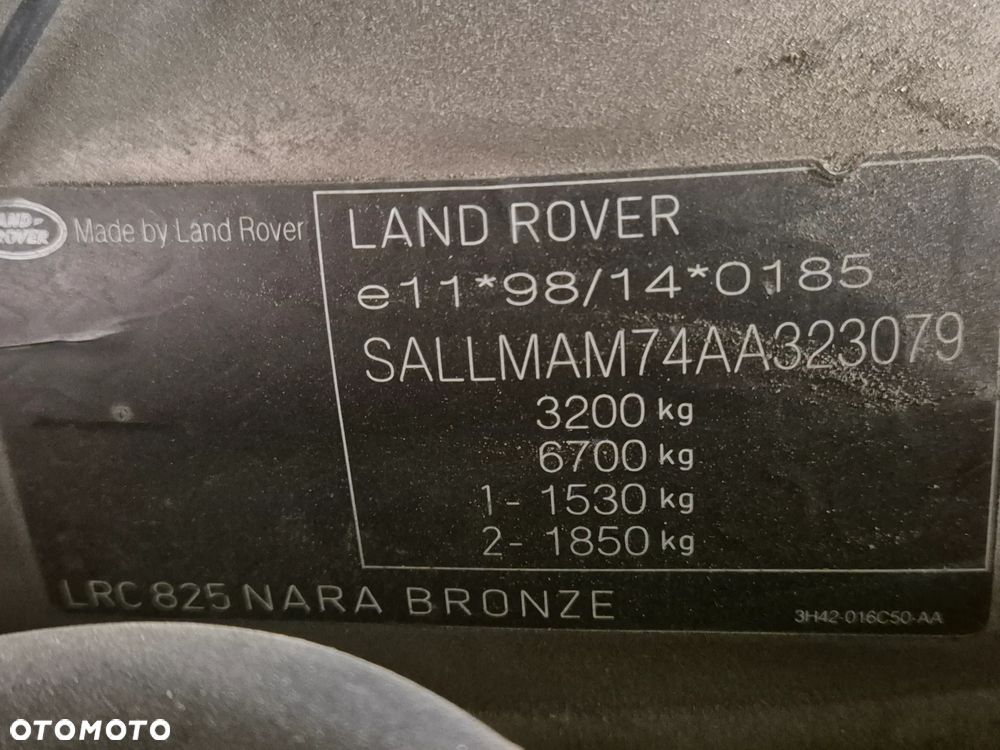 LAND-
ROVER
Made by Land Rover
LAND ROVER
e11*98/14*0185
SALLMAM74AA323079
3200 kg
6700 kg
1- 1530 kg
2- 1850 kg
LRC 825 NARA BRONZE
3H42-016C50-AA
OTOMOTO